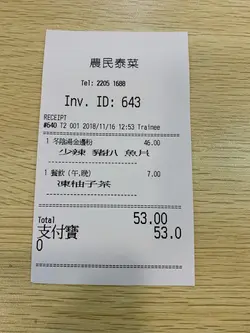 農民泰菜
Tel: 2205 1688
Inv. ID: 643
RECEIPT
#640 T2 001 2018/11/16 12:53 Trainee
1 冬陰湯金邊粉 46.00
少辣 豬扒 魚片
1 餐飲(午,晚) 7.00
凍柚子茶
Total 53.00
支付寶 53.0
0